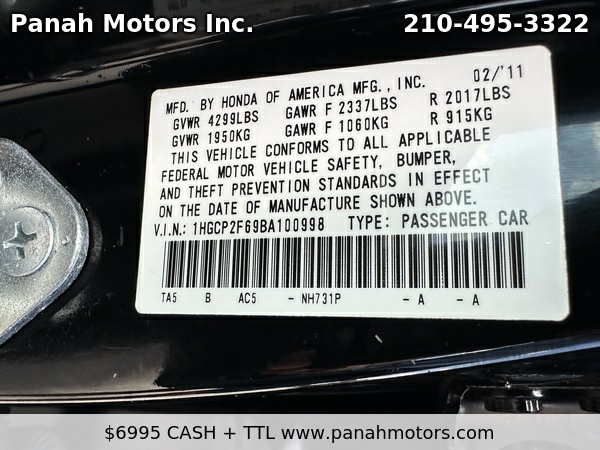 Panah Motors Inc. 210-495-3322
MFD. BY HONDA OF AMERICA MFG., INC. 02/'11
GVWR 4299LBS GAWR F 2337LBS R 2017LBS
GVWR 1950KG GAWR F 1060KG R 915KG
THIS VEHICLE CONFORMS TO ALL APPLICABLE
FEDERAL MOTOR VEHICLE SAFETY, BUMPER,
AND THEFT PREVENTION STANDARDS IN EFFECT
ON THE DATE OF MANUFACTURE SHOWN ABOVE.
V.I.N.: 1HGCP2F69BA100998 TYPE: PASSENGER CAR
TA5 B AC5 - NH731P - A - A
$6995 CASH + TTL www.panahmotors.com